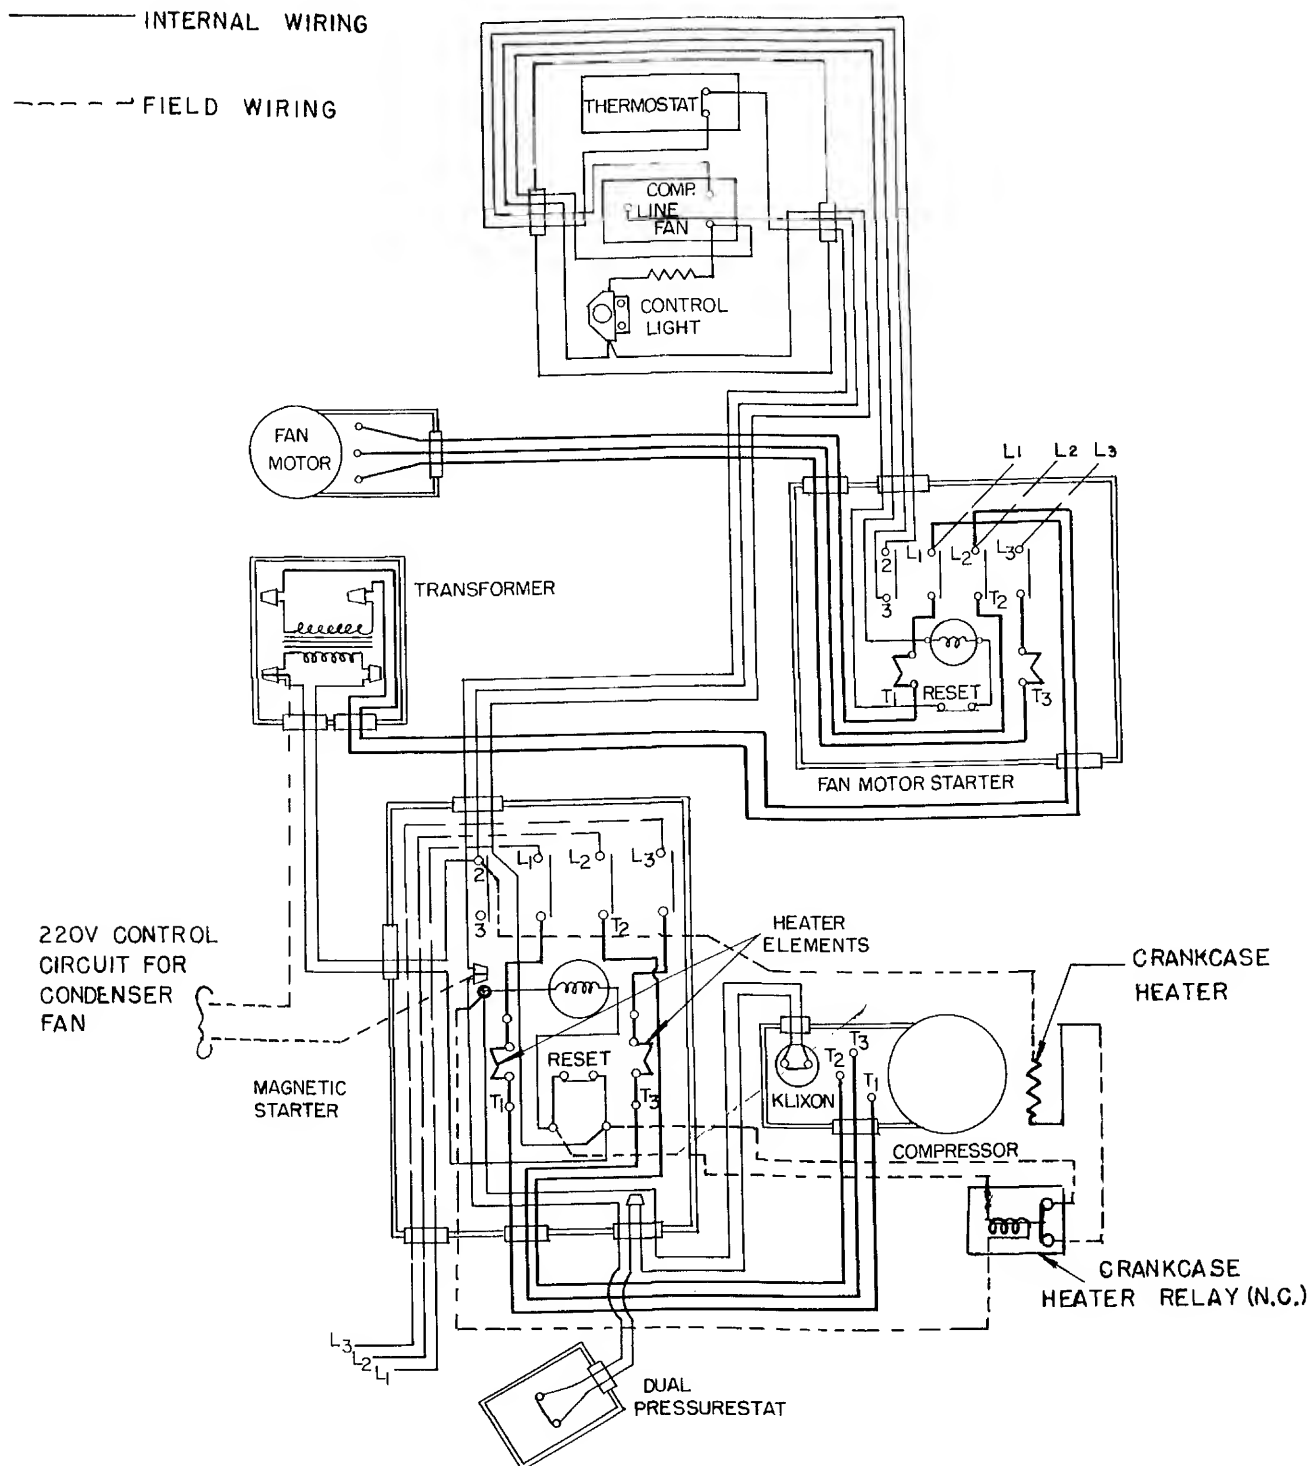 INTERNAL WIRING
FIELD WIRING
THERMOSTAT
COMP.
LINE
FAN
CONTROL
LIGHT
FAN
MOTOR
L1 L2 L3
TRANSFORMER
2 L1 L2 L3
3 T2
T1 RESET T3
FAN MOTOR STARTER
2 L1 L2 L3
3 T2
HEATER
ELEMENTS
220V CONTROL
CIRCUIT FOR
CONDENSER
FAN
CRANKCASE
HEATER
MAGNETIC
STARTER
RESET
T1 T3
T2 T3 T1
KLIXON
COMPRESSOR
CRANKCASE
HEATER RELAY (N.C.)
L3
L2
L1
DUAL
PRESSURESTAT